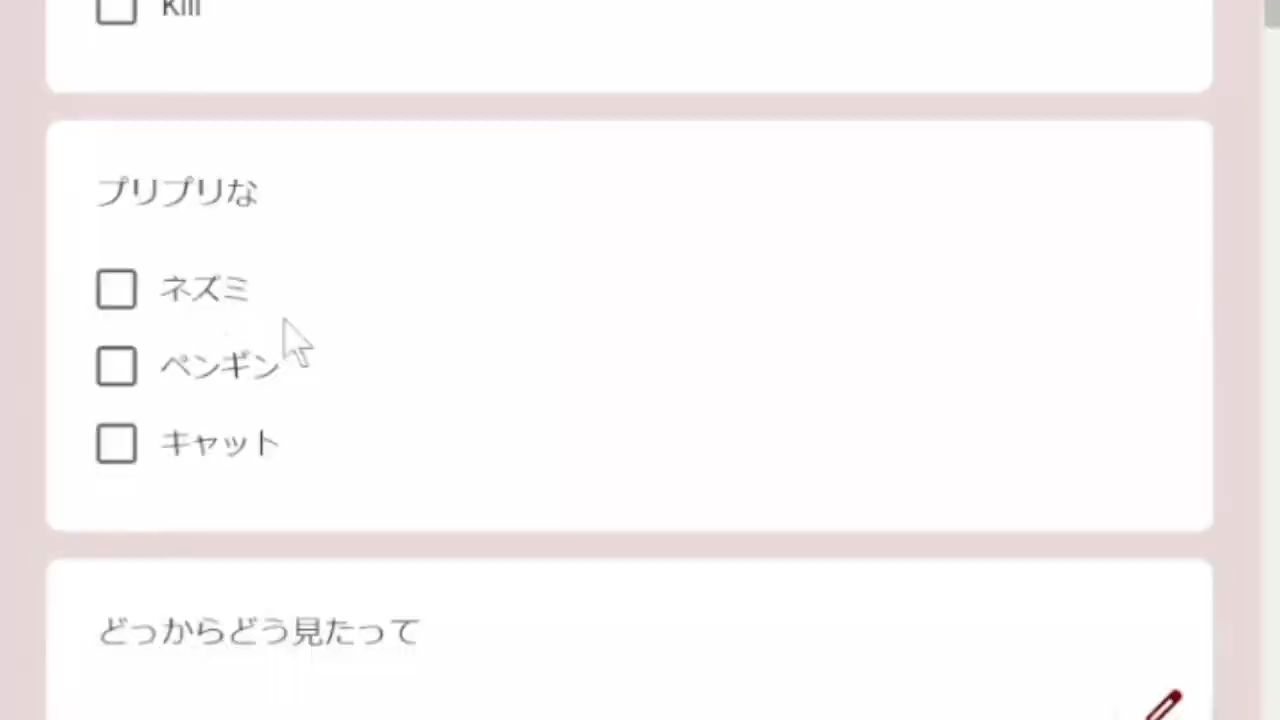 Kill
プリプリな
ネズミ
ペンギン
キャット
どっからどう見たって